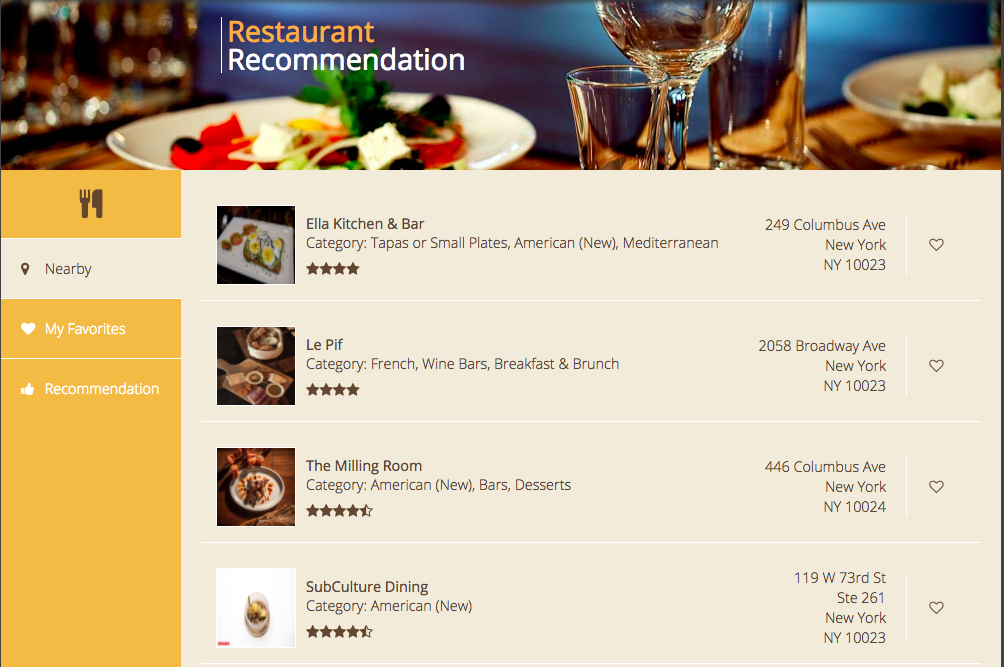 Restaurant
Recommendation
Nearby
My Favorites
Recommendation
Ella Kitchen & Bar
Category: Tapas or Small Plates, American (New), Mediterranean
249 Columbus Ave
New York
NY 10023
Le Pif
Category: French, Wine Bars, Breakfast & Brunch
2058 Broadway Ave
New York
NY 10023
The Milling Room
Category: American (New), Bars, Desserts
446 Columbus Ave
New York
NY 10024
SubCulture Dining
Category: American (New)
119 W 73rd St
Ste 261
New York
NY 10023